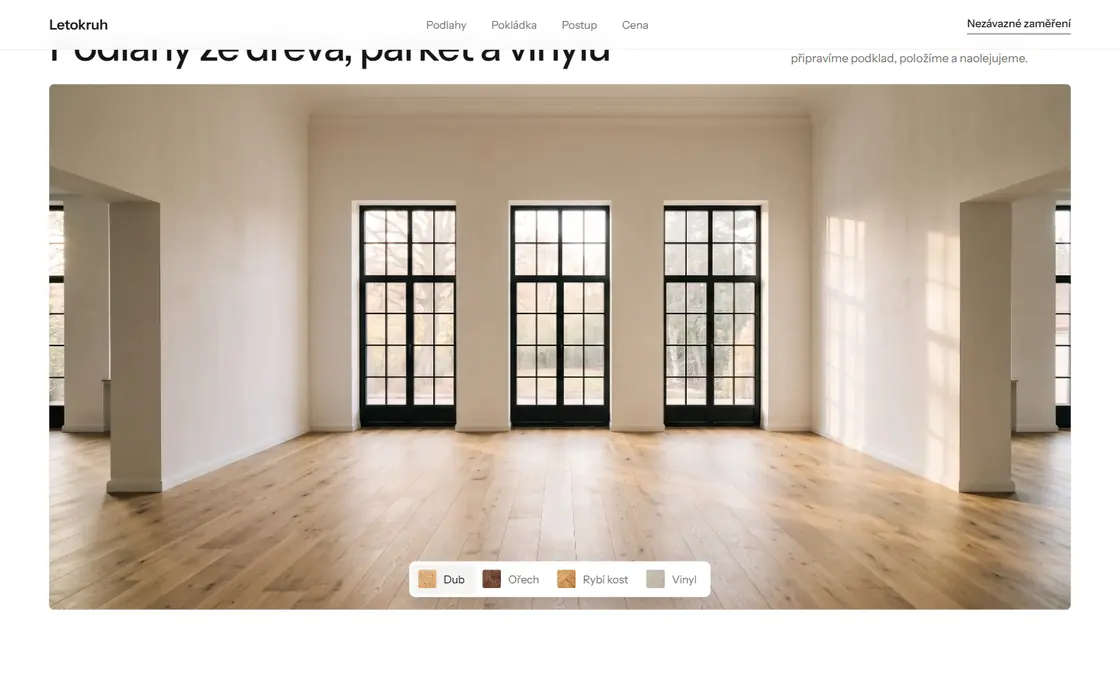 Letokruh
Podlahy
Pokládka
Postup
Cena
Nezávazné zaměření
Podlahy ze dřeva, parket a vinylu
připravíme podklad, položíme a naolejujeme.
Dub
Ořech
Rybí kost
Vinyl